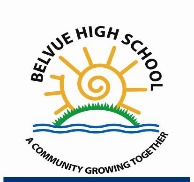 BELVUE HIGH SCHOOL
A COMMUNITY GROWING TOGETHER